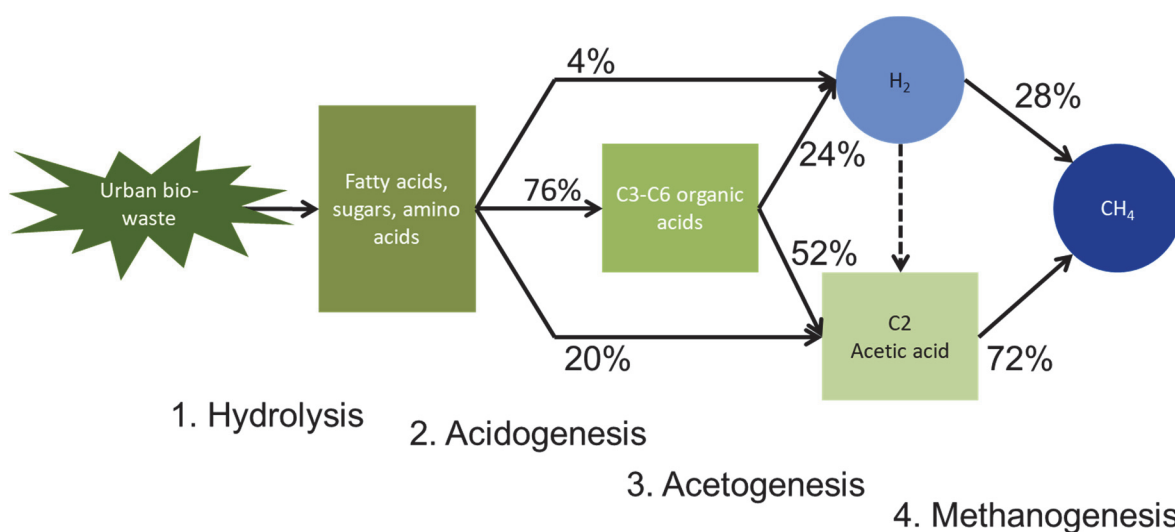 4%
H₂
28%
Urban bio-
waste
Fatty acids,
sugars, amino
acids
76%
C3-C6 organic
acids
24%
CH₄
52%
20%
C2
Acetic acid
72%
1. Hydrolysis
2. Acidogenesis
3. Acetogenesis
4. Methanogenesis